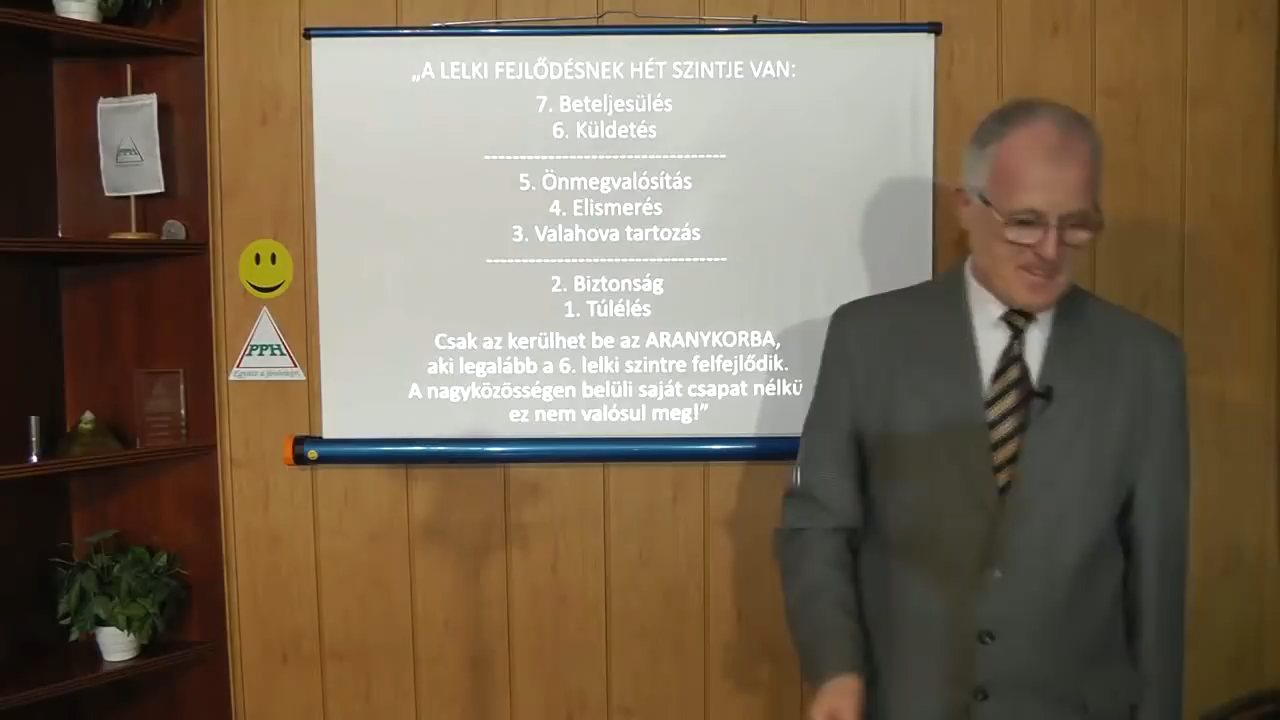 „A LELKI FEJLŐDÉSNEK HÉT SZINTJE VAN:
7. Beteljesülés
6. Küldetés
----------------------------------
5. Önmegvalósítás
4. Elismerés
3. Valahova tartozás
----------------------------------
2. Biztonság
1. Túlélés
Csak az kerülhet be az ARANYKORBA,
aki legalább a 6. lelki szintre felfejlődik.
A nagyközösségen belüli saját csapat nélkü
ez nem valósul meg!”
PPH
PPH